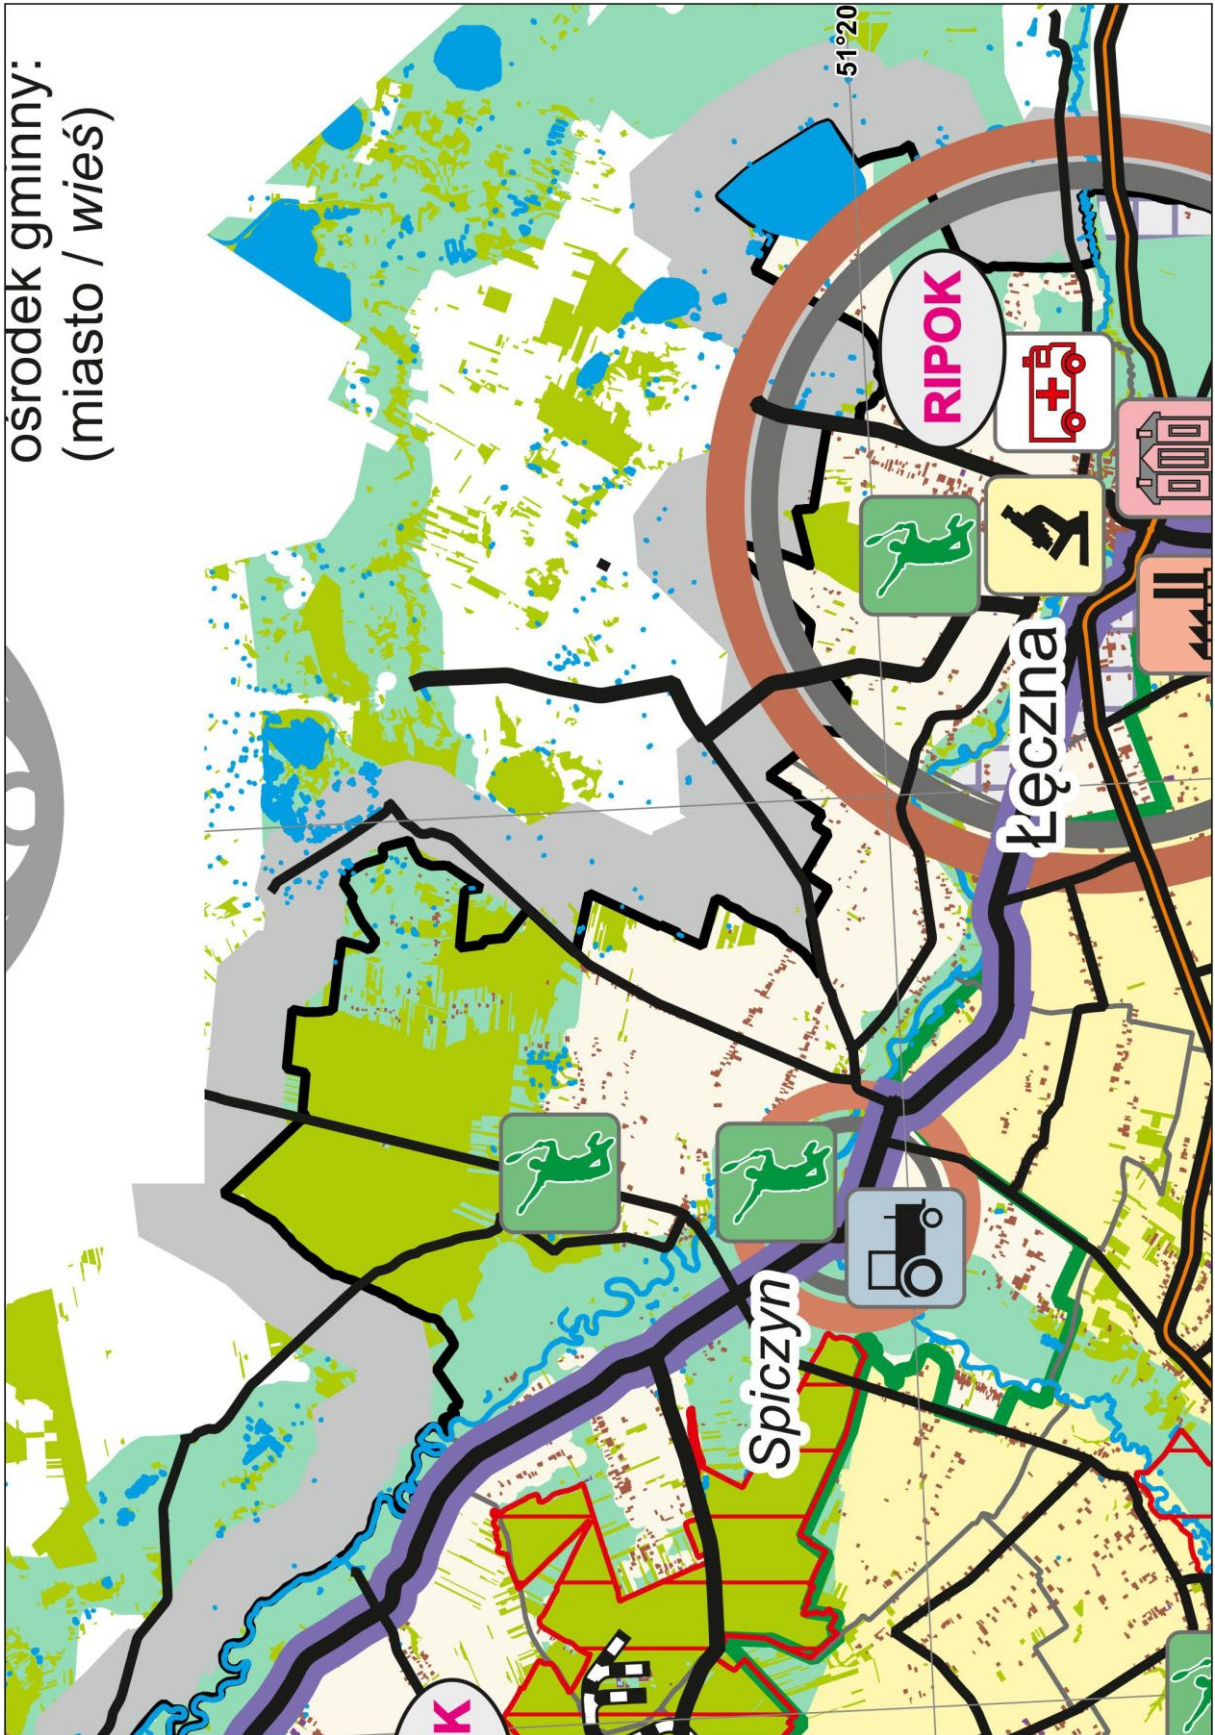 ośrodek gminny:
(miasto / wieś)
51°20
RIPOK
Łęczna
Spiczyn
K